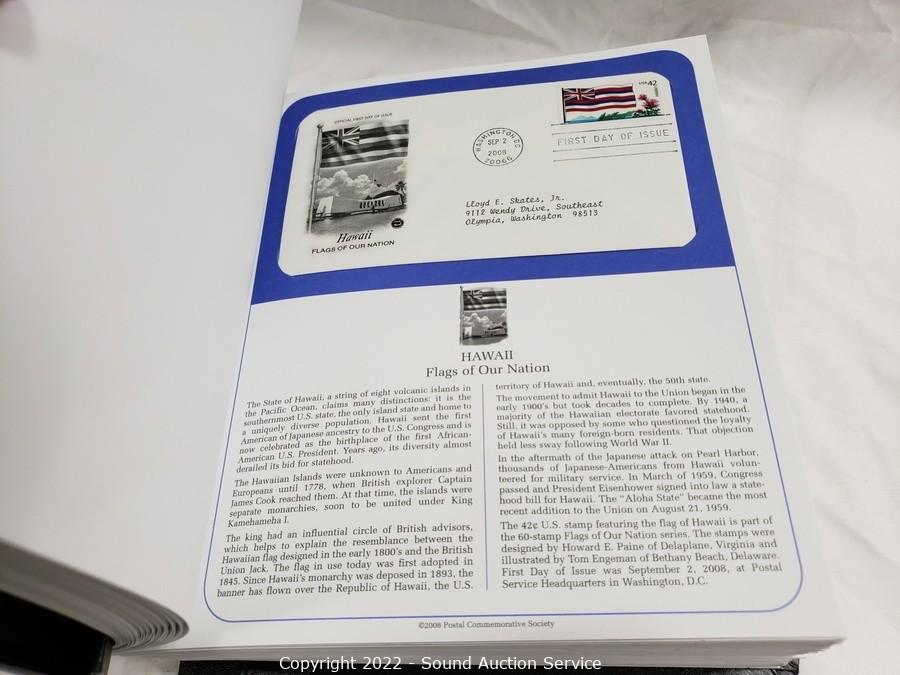 OFFICIAL FIRST DAY OF ISSUE
USA 42
HAWAII
WASHINGTON DC
SEP 2
2008
20066
FIRST DAY OF ISSUE
Lloyd E. Skates, Jr.
9112 Wendy Drive, Southeast
Olympia, Washington 98513
Hawaii
FLAGS OF OUR NATION
HAWAII
Flags of Our Nation
The State of Hawaii, a string of eight volcanic islands in
the Pacific Ocean, claims many distinctions: it is the
southernmost U.S. state, the only island state and home to
a uniquely diverse population. Hawaii sent the first
American of Japanese ancestry to the U.S. Congress and is
now celebrated as the birthplace of the first African-
American U.S. President. Years ago, its diversity almost
derailed its bid for statehood.
The Hawaiian Islands were unknown to Americans and
Europeans until 1778, when British explorer Captain
James Cook reached them. At that time, the islands were
separate monarchies, soon to be united under King
Kamehameha I.
The king had an influential circle of British advisors,
which helps to explain the resemblance between the
Hawaiian flag designed in the early 1800's and the British
Union Jack. The flag in use today was first adopted in
1845. Since Hawaii's monarchy was deposed in 1893, the
banner has flown over the Republic of Hawaii, the U.S.
territory of Hawaii and, eventually, the 50th state.
The movement to admit Hawaii to the Union began in the
early 1900's but took decades to complete. By 1940, a
majority of the Hawaiian electorate favored statehood.
Still, it was opposed by some who questioned the loyalty
of Hawaii's many foreign-born residents. That objection
held less sway following World War II.
In the aftermath of the Japanese attack on Pearl Harbor,
thousands of Japanese-Americans from Hawaii volun-
teered for military service. In March of 1959, Congress
passed and President Eisenhower signed into law a state-
hood bill for Hawaii. The "Aloha State" became the most
recent addition to the Union on August 21, 1959.
The 42¢ U.S. stamp featuring the flag of Hawaii is part of
the 60-stamp Flags of Our Nation series. The stamps were
designed by Howard E. Paine of Delaplane, Virginia and
illustrated by Tom Engeman of Bethany Beach, Delaware.
First Day of Issue was September 2, 2008, at Postal
Service Headquarters in Washington, D.C.
©2008 Postal Commemorative Society
Copyright 2022 - Sound Auction Service